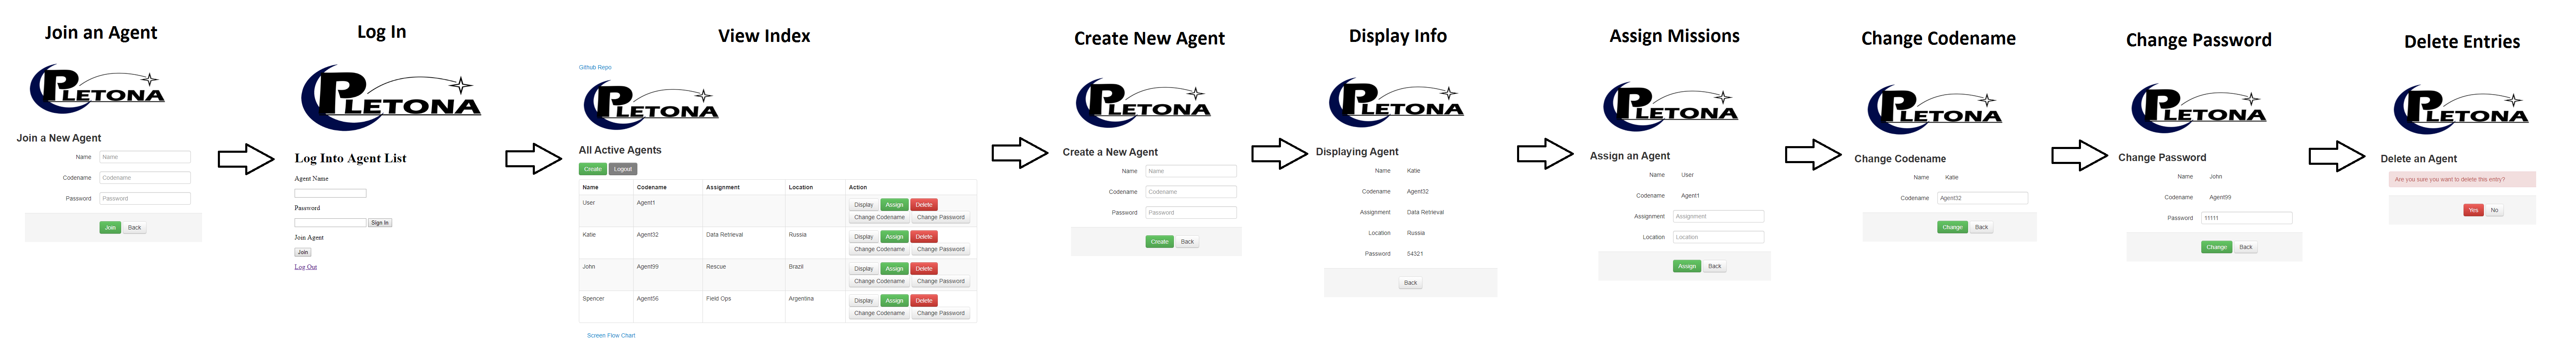 Join an Agent
PLETONA
Join a New Agent
Name Name
Codename Codename
Password Password
Join Back
Log In
PLETONA
Log Into Agent List
Agent Name
Password
Sign In
Join Agent
Join
Log Out
View Index
Github Repo
PLETONA
All Active Agents
Create Logout
Name Codename Assignment Location Action
User Agent1 Display Assign Delete
Change Codename Change Password
Katie Agent32 Data Retrieval Russia Display Assign Delete
Change Codename Change Password
John Agent99 Rescue Brazil Display Assign Delete
Change Codename Change Password
Spencer Agent56 Field Ops Argentina Display Assign Delete
Change Codename Change Password
Screen Flow Chart
Create New Agent
PLETONA
Create a New Agent
Name Name
Codename Codename
Password Password
Create Back
Display Info
PLETONA
Displaying Agent
Name Katie
Codename Agent32
Assignment Data Retrieval
Location Russia
Password 54321
Back
Assign Missions
PLETONA
Assign an Agent
Name User
Codename Agent1
Assignment Assignment
Location Location
Assign Back
Change Codename
PLETONA
Change Codename
Name Katie
Codename Agent32
Change Back
Change Password
PLETONA
Change Password
Name John
Codename Agent99
Password 11111
Change Back
Delete Entries
PLETONA
Delete an Agent
Are you sure you want to delete this entry?
Yes No